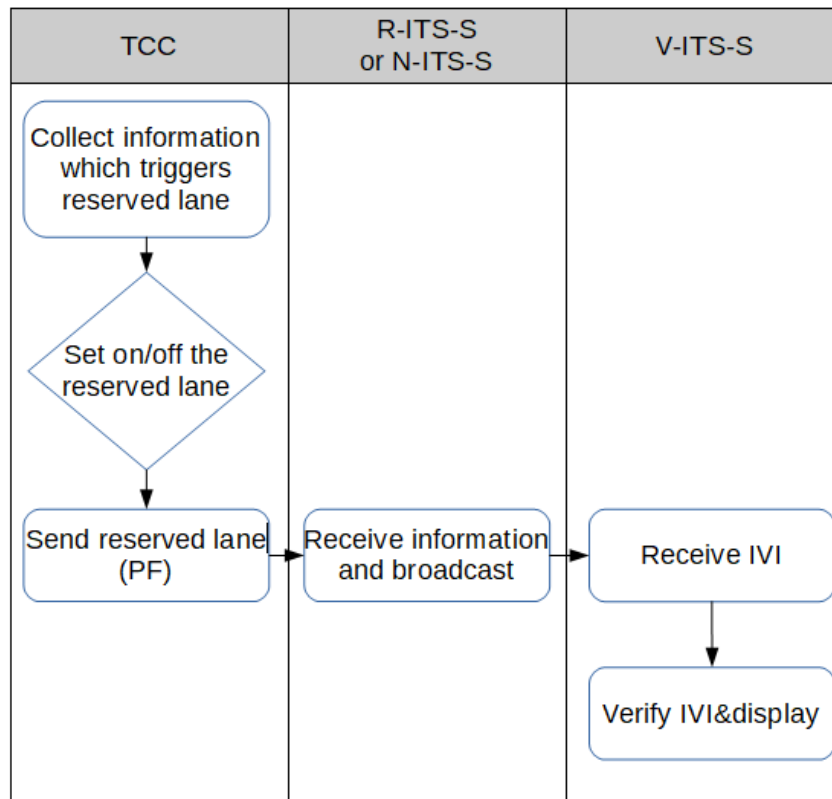 TCC
R-ITS-S
or N-ITS-S
V-ITS-S
Collect information
which triggers
reserved lane
Set on/off the
reserved lane
Send reserved lane
(PF)
Receive information
and broadcast
Receive IVI
Verify IVI&display